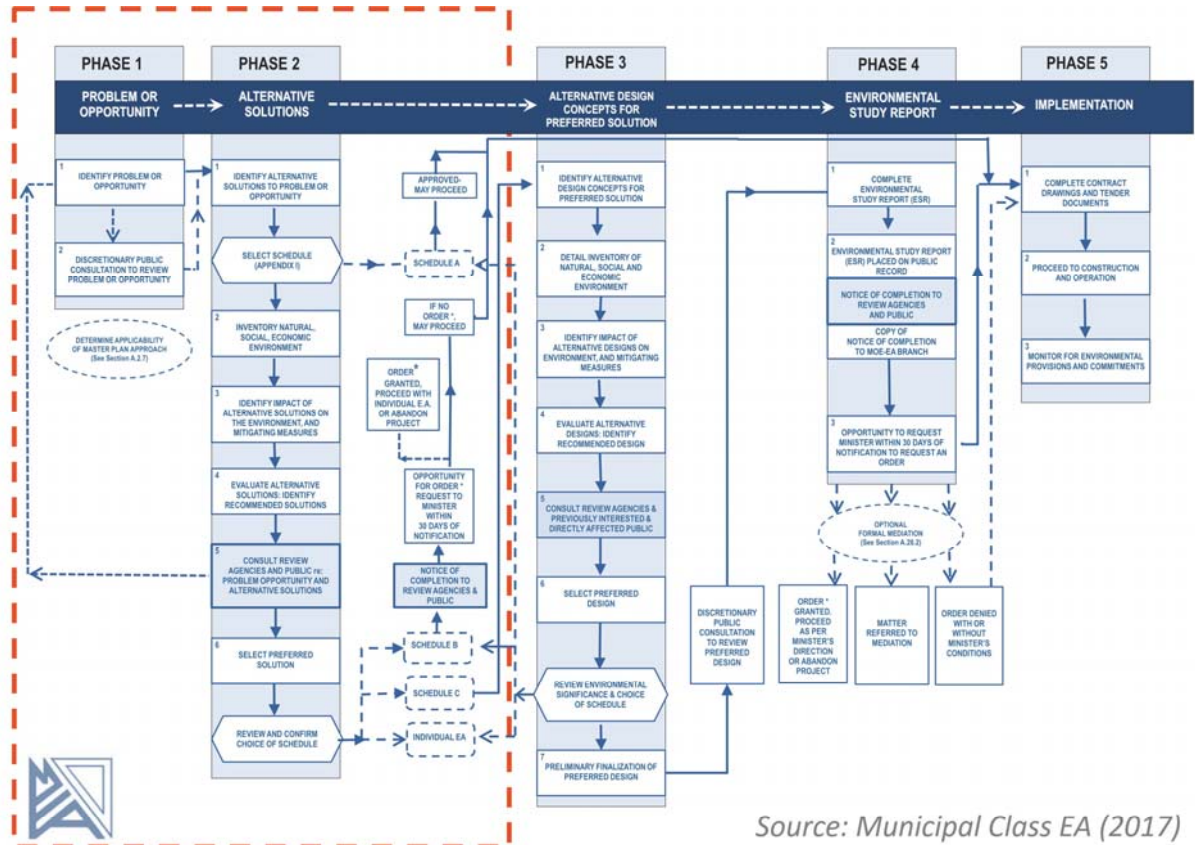 PHASE 1
PROBLEM OR
OPPORTUNITY
1
IDENTIFY PROBLEM OR
OPPORTUNITY
2
DISCRETIONARY PUBLIC
CONSULTATION TO REVIEW
PROBLEM OR OPPORTUNITY
DETERMINE APPLICABILITY
OF MASTER PLAN APPROACH
(See Section A.2.7)
PHASE 2
ALTERNATIVE
SOLUTIONS
1
IDENTIFY ALTERNATIVE
SOLUTIONS TO PROBLEM OR
OPPORTUNITY
SELECT SCHEDULE
(APPENDIX I)
2
INVENTORY NATURAL,
SOCIAL, ECONOMIC
ENVIRONMENT
3
IDENTIFY IMPACT OF
ALTERNATIVE SOLUTIONS ON
THE ENVIRONMENT, AND
MITIGATING MEASURES
4
EVALUATE ALTERNATIVE
SOLUTIONS: IDENTIFY
RECOMMENDED SOLUTIONS
5
CONSULT REVIEW
AGENCIES AND PUBLIC re:
PROBLEM OPPORTUNITY AND
ALTERNATIVE SOLUTIONS
6
SELECT PREFERRED
SOLUTION
REVIEW AND CONFIRM
CHOICE OF SCHEDULE
APPROVED-
MAY PROCEED
SCHEDULE A
IF NO
ORDER *,
MAY PROCEED
ORDER*
GRANTED,
PROCEED WITH
INDIVIDUAL E.A.
OR ABANDON
PROJECT
OPPORTUNITY
FOR ORDER *
REQUEST TO
MINISTER
WITHIN
30 DAYS OF
NOTIFICATION
NOTICE OF
COMPLETION TO
REVIEW AGENCIES &
PUBLIC
SCHEDULE B
SCHEDULE C
INDIVIDUAL EA
PHASE 3
ALTERNATIVE DESIGN
CONCEPTS FOR
PREFERRED SOLUTION
1
IDENTIFY ALTERNATIVE
DESIGN CONCEPTS FOR
PREFERRED SOLUTION
2
DETAIL INVENTORY OF
NATURAL, SOCIAL AND
ECONOMIC
ENVIRONMENT
3
IDENTIFY IMPACT OF
ALTERNATIVE DESIGNS ON
ENVIRONMENT, AND MITIGATING
MEASURES
4
EVALUATE ALTERNATIVE
DESIGNS: IDENTIFY
RECOMMENDED DESIGN
5
CONSULT REVIEW AGENCIES &
PREVIOUSLY INTERESTED &
DIRECTLY AFFECTED PUBLIC
6
SELECT PREFERRED
DESIGN
REVIEW ENVIRONMENTAL
SIGNIFICANCE & CHOICE
OF SCHEDULE
7
PRELIMINARY FINALIZATION OF
PREFERRED DESIGN
DISCRETIONARY
PUBLIC
CONSULTATION
TO REVIEW
PREFERRED
DESIGN
PHASE 4
ENVIRONMENTAL
STUDY REPORT
1
COMPLETE
ENVIRONMENTAL
STUDY REPORT (ESR)
2
ENVIRONMENTAL STUDY REPORT
(ESR) PLACED ON PUBLIC
RECORD
NOTICE OF COMPLETION TO
REVIEW AGENCIES
AND PUBLIC
COPY OF
NOTICE OF COMPLETION
TO MOE-EA BRANCH
3
OPPORTUNITY TO REQUEST
MINISTER WITHIN 30 DAYS OF
NOTIFICATION TO REQUEST AN
ORDER
OPTIONAL
FORMAL MEDIATION
(See Section A.28.2)
ORDER *
GRANTED,
PROCEED
AS PER
MINISTER'S
DIRECTION
OR ABANDON
PROJECT
MATTER
REFERRED TO
MEDIATION
ORDER DENIED
WITH OR
WITHOUT
MINISTER'S
CONDITIONS
PHASE 5
IMPLEMENTATION
1
COMPLETE CONTRACT
DRAWINGS AND TENDER
DOCUMENTS
2
PROCEED TO CONSTRUCTION
AND OPERATION
3
MONITOR FOR ENVIRONMENTAL
PROVISIONS AND COMMITMENTS
MEA
Source: Municipal Class EA (2017)